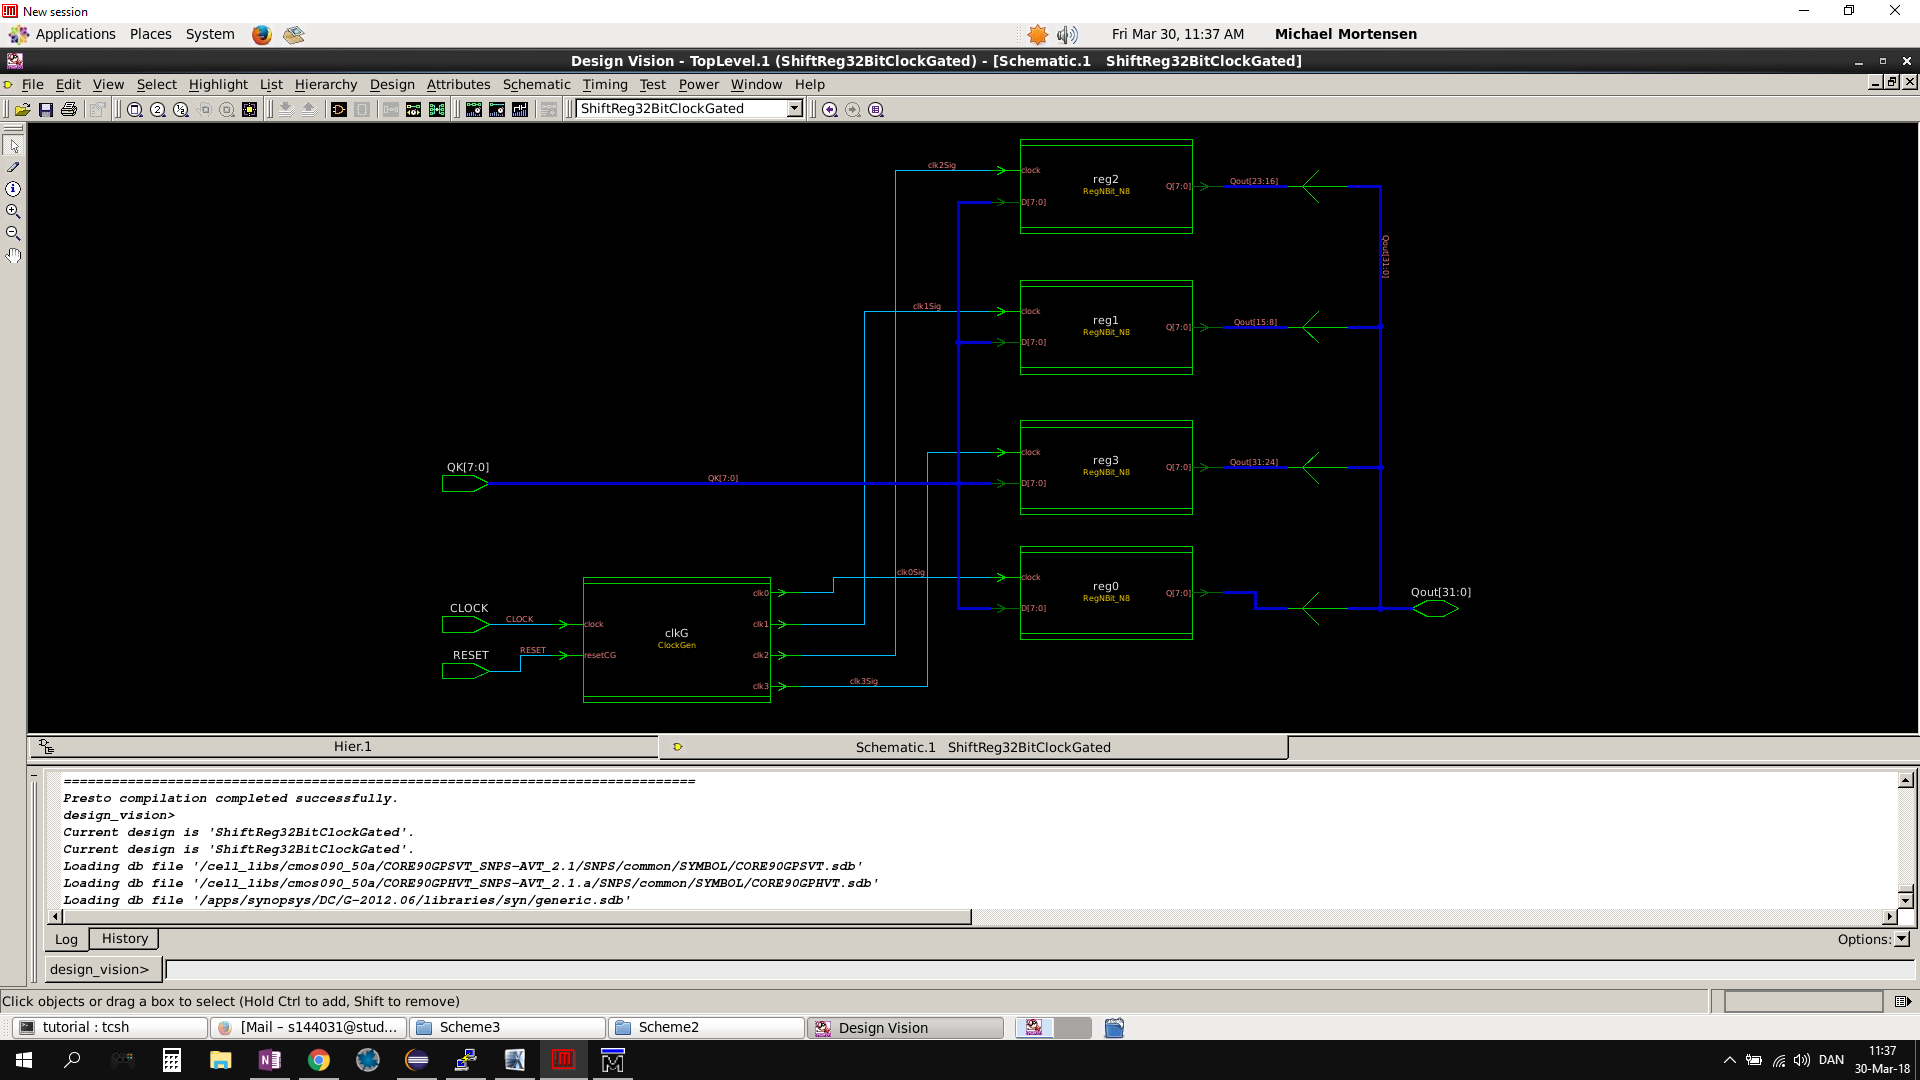 New session
Applications Places System Fri Mar 30, 11:37 AM Michael Mortensen
Design Vision - TopLevel.1 (ShiftReg32BitClockGated) - [Schematic.1 ShiftReg32BitClockGated]
File Edit View Select Highlight List Hierarchy Design Attributes Schematic Timing Test Power Window Help
ShiftReg32BitClockGated
clk2Sig
clock
reg2
RegNBit_N8
Q[7:0]
D[7:0]
Qout[23:16]
Qout[31:0]
clk1Sig
clock
reg1
RegNBit_N8
Q[7:0]
D[7:0]
Qout[15:8]
clock
reg3
RegNBit_N8
Q[7:0]
D[7:0]
Qout[31:24]
QK[7:0]
QK[7:0]
clk0Sig
clock
reg0
RegNBit_N8
Q[7:0]
D[7:0]
Qout[31:0]
CLOCK
CLOCK
RESET
RESET
clock
resetCG
clkG
ClockGen
clk0
clk1
clk2
clk3
clk3Sig
Hier.1
Schematic.1 ShiftReg32BitClockGated
===============================================================================
Presto compilation completed successfully.
design_vision>
Current design is 'ShiftReg32BitClockGated'.
Current design is 'ShiftReg32BitClockGated'.
Loading db file '/cell_libs/cmos090_50a/CORE90GPSVT_SNPS-AVT_2.1/SNPS/common/SYMBOL/CORE90GPSVT.sdb'
Loading db file '/cell_libs/cmos090_50a/CORE90GPHVT_SNPS-AVT_2.1.a/SNPS/common/SYMBOL/CORE90GPHVT.sdb'
Loading db file '/apps/synopsys/DC/G-2012.06/libraries/syn/generic.sdb'
Log History Options:
design_vision>
Click objects or drag a box to select (Hold Ctrl to add, Shift to remove)
tutorial : tcsh [Mail – s144031@stud... Scheme3 Scheme2 Design Vision
DAN 11:37
30-Mar-18